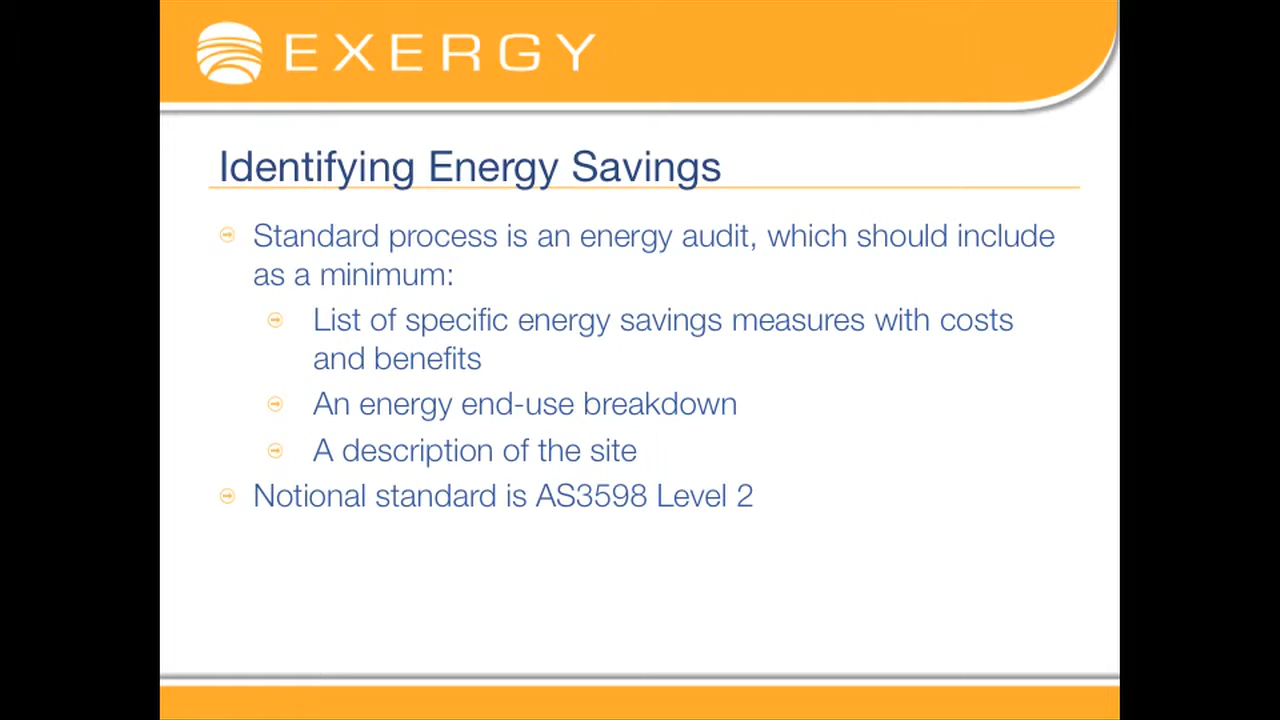 EXERGY
Identifying Energy Savings
Standard process is an energy audit, which should include
as a minimum:
List of specific energy savings measures with costs
and benefits
An energy end-use breakdown
A description of the site
Notional standard is AS3598 Level 2